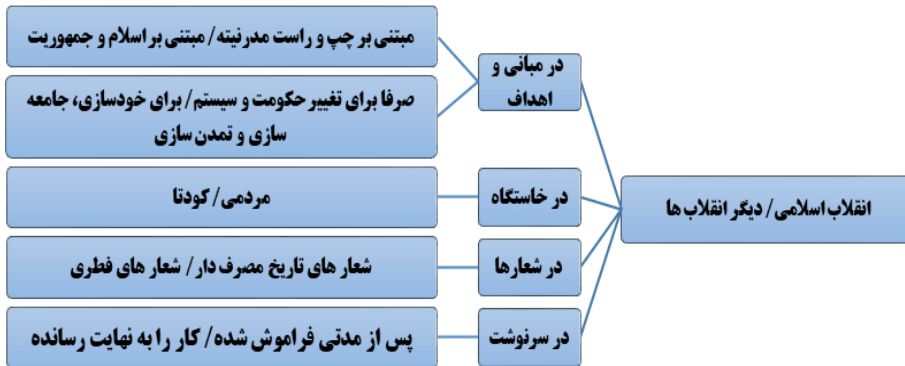 انقلاب اسلامی/ دیگر انقلاب ها
در مبانی و
اهداف
مبتنی بر چپ و راست مدرنیته/ مبتنی بر اسلام و جمهوریت
صرفا برای تغییر حکومت و سیستم/ برای خودسازی، جامعه
سازی و تمدن سازی
در خاستگاه
مردمی/ کودتا
در شعارها
شعار های تاریخ مصرف دار/ شعار های فطری
در سرنوشت
پس از مدتی فراموش شده/ کار را به نهایت رسانده